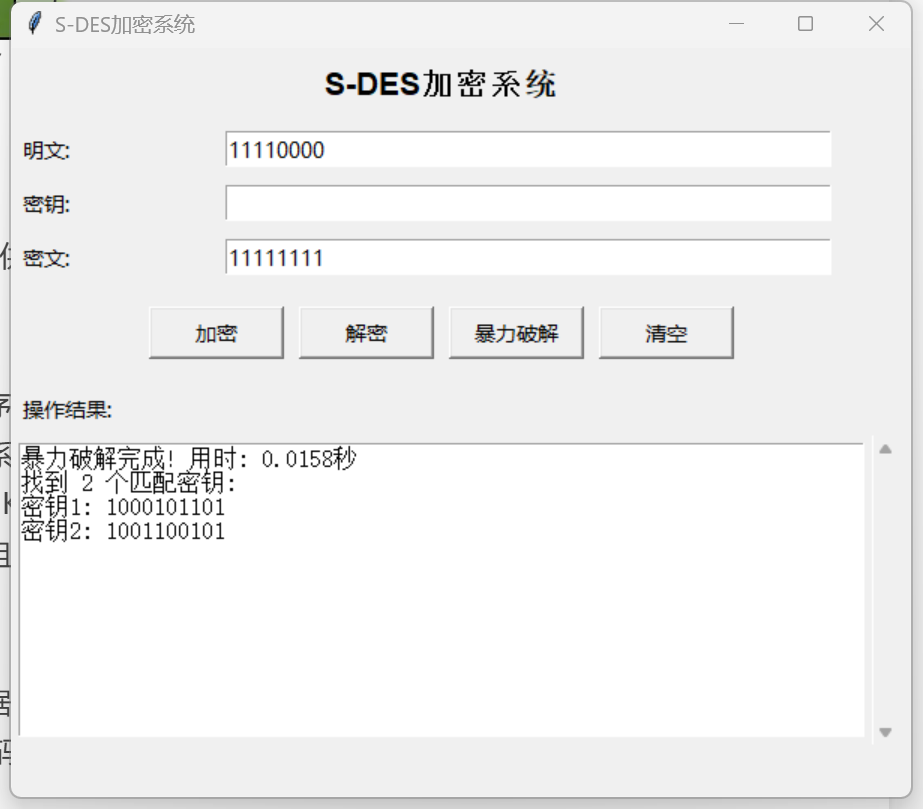 S-DES加密系统
S-DES加密系统
明文: 11110000
密钥:
密文: 11111111
加密 解密 暴力破解 清空
操作结果:
暴力破解完成! 用时: 0.0158秒
找到 2 个匹配密钥:
密钥1: 1000101101
密钥2: 1001100101